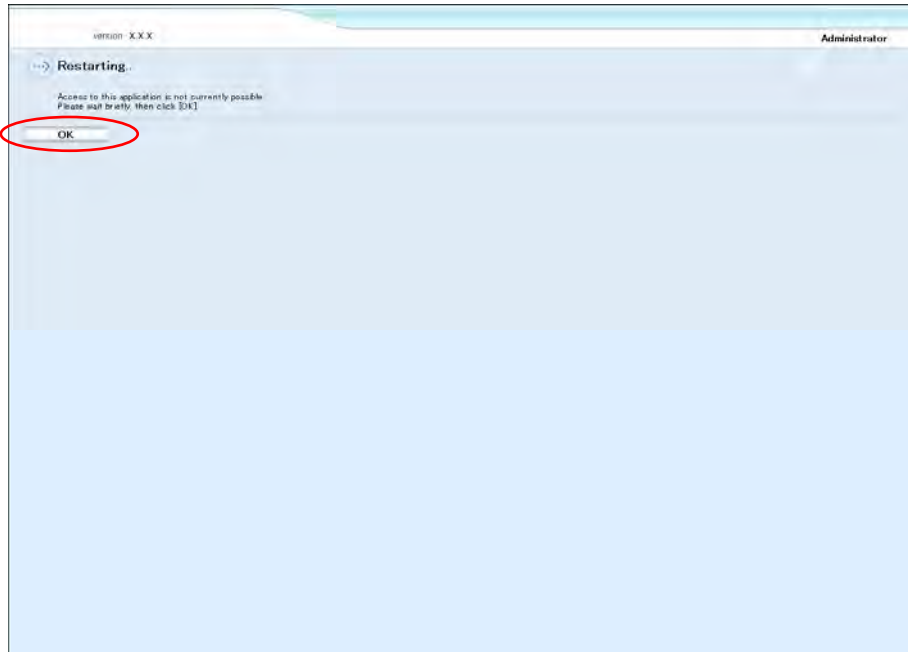 version X.X.X
Administrator
Restarting..
Access to this application is not currently possible.
Please wait briefly, then click [OK]
OK